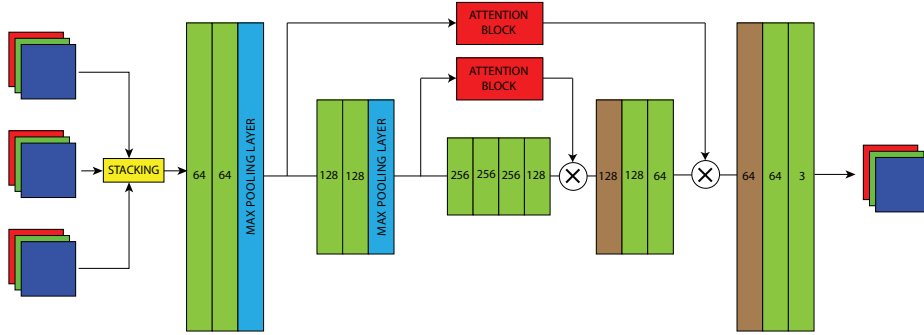 ATTENTION
BLOCK
ATTENTION
BLOCK
STACKING
64
64
MAX POOLING LAYER
128
128
MAX POOLING LAYER
256
256
256
128
128
128
64
64
64
3